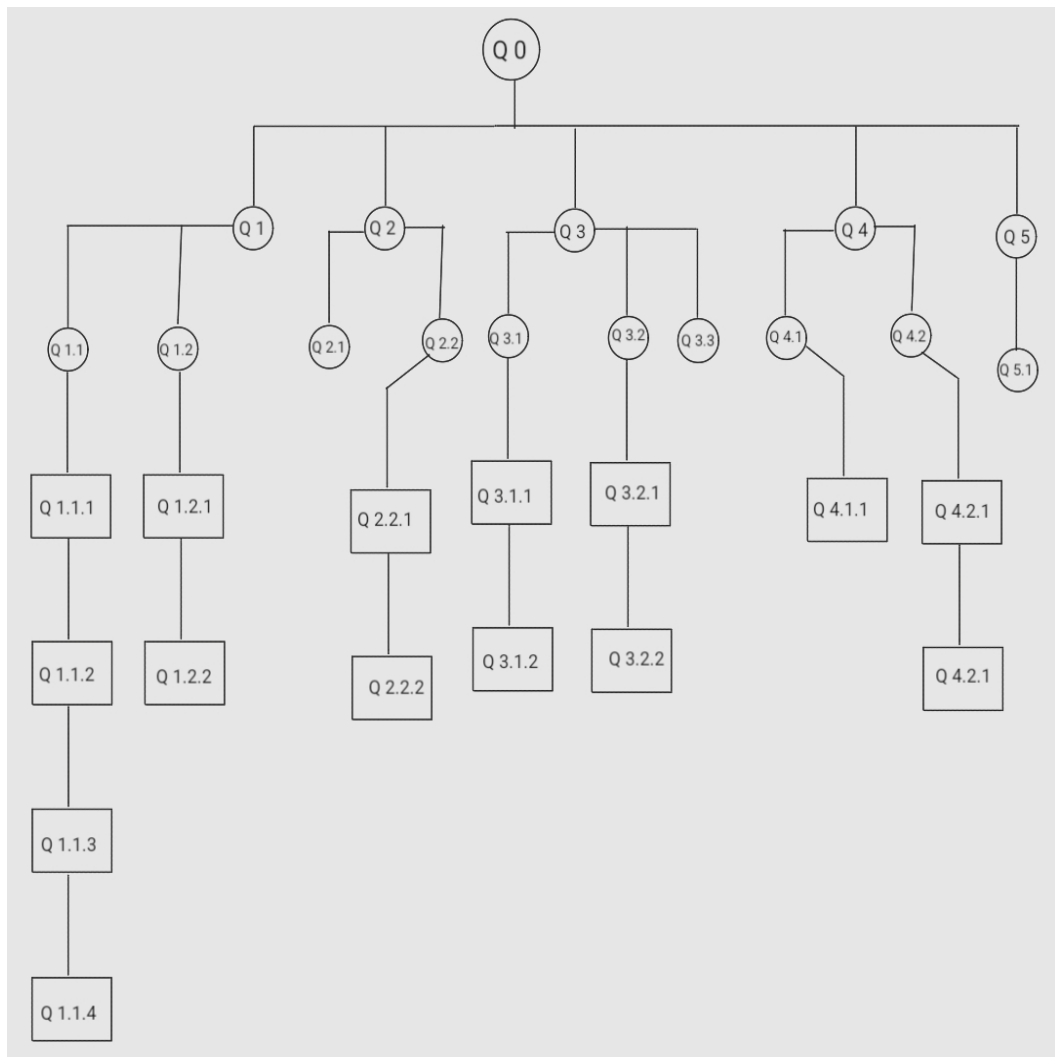 Q 0
Q 1
Q 2
Q 3
Q 4
Q 5
Q 1.1
Q 1.2
Q 2.1
Q 2.2
Q 3.1
Q 3.2
Q 3.3
Q 4.1
Q 4.2
Q 5.1
Q 1.1.1
Q 1.2.1
Q 2.2.1
Q 3.1.1
Q 3.2.1
Q 4.1.1
Q 4.2.1
Q 1.1.2
Q 1.2.2
Q 2.2.2
Q 3.1.2
Q 3.2.2
Q 4.2.1
Q 1.1.3
Q 1.1.4